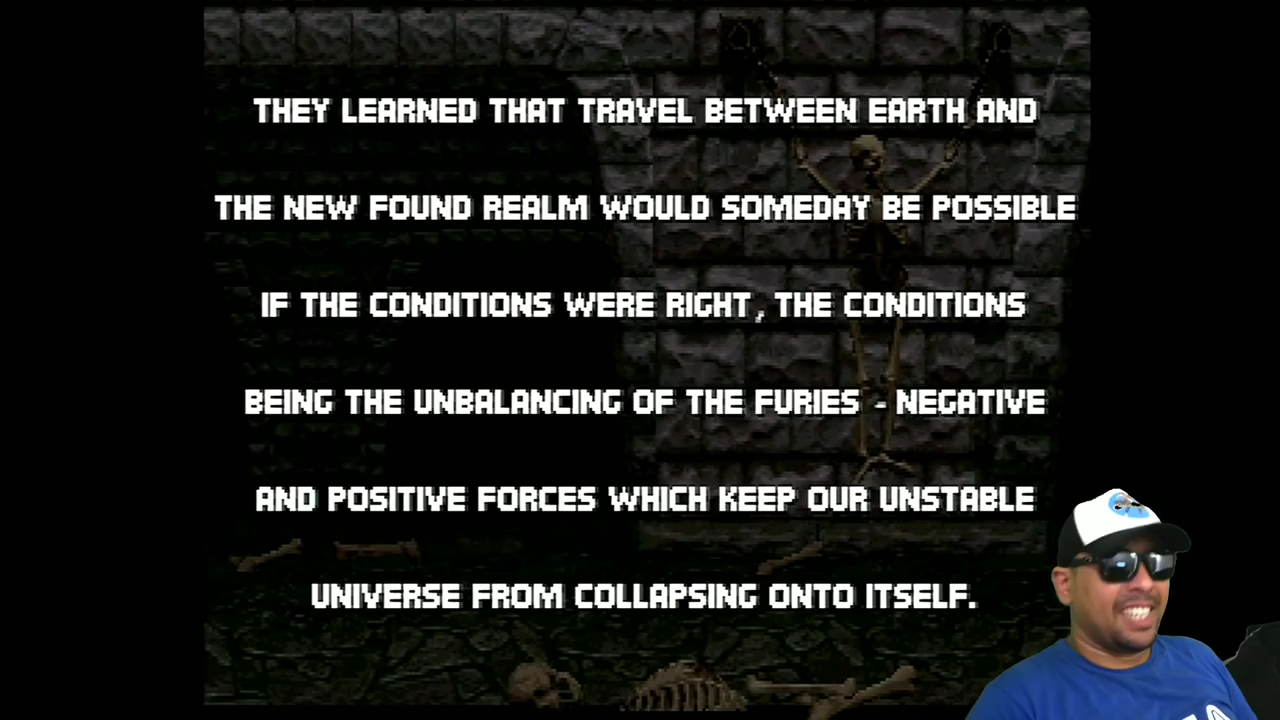 THEY LEARNED THAT TRAVEL BETWEEN EARTH AND
THE NEW FOUND REALM WOULD SOMEDAY BE POSSIBLE
IF THE CONDITIONS WERE RIGHT, THE CONDITIONS
BEING THE UNBALANCING OF THE FURIES - NEGATIVE
AND POSITIVE FORCES WHICH KEEP OUR UNSTABLE
UNIVERSE FROM COLLAPSING ONTO ITSELF.